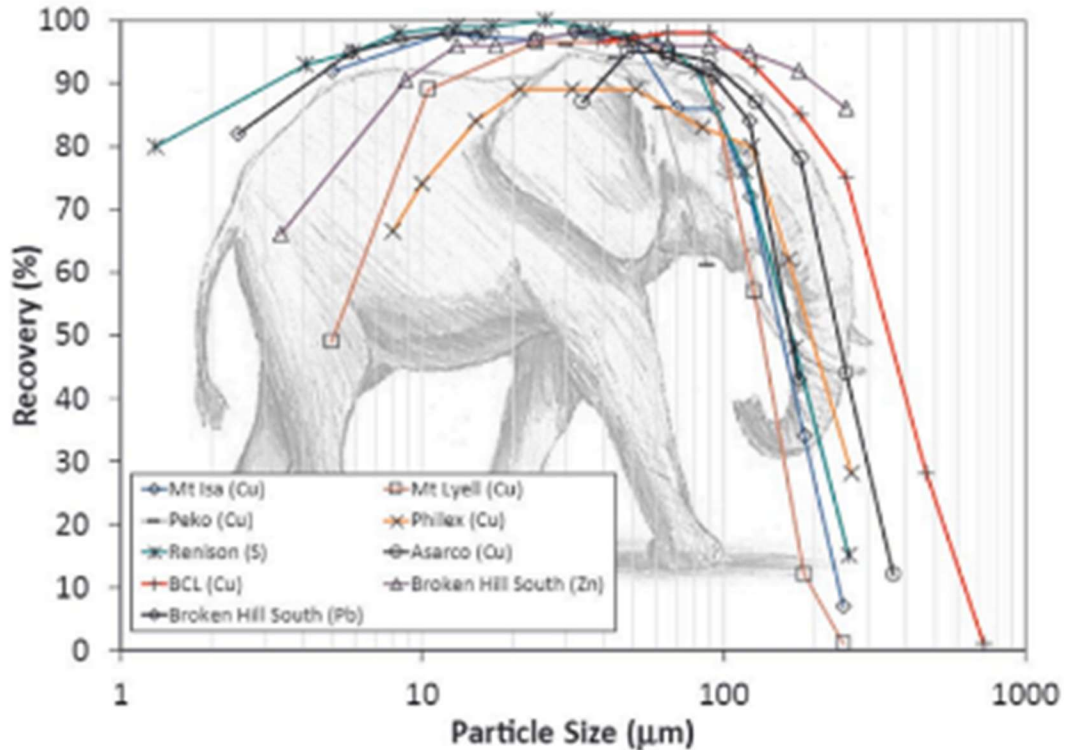 100
90
80
70
60
50
40
30
20
10
0
Recovery (%)
Mt Isa (Cu)
Mt Lyell (Cu)
Peko (Cu)
Philex (Cu)
Renison (S)
Asarco (Cu)
BCL (Cu)
Broken Hill South (Zn)
Broken Hill South (Pb)
1 10 100 1000
Particle Size (μm)